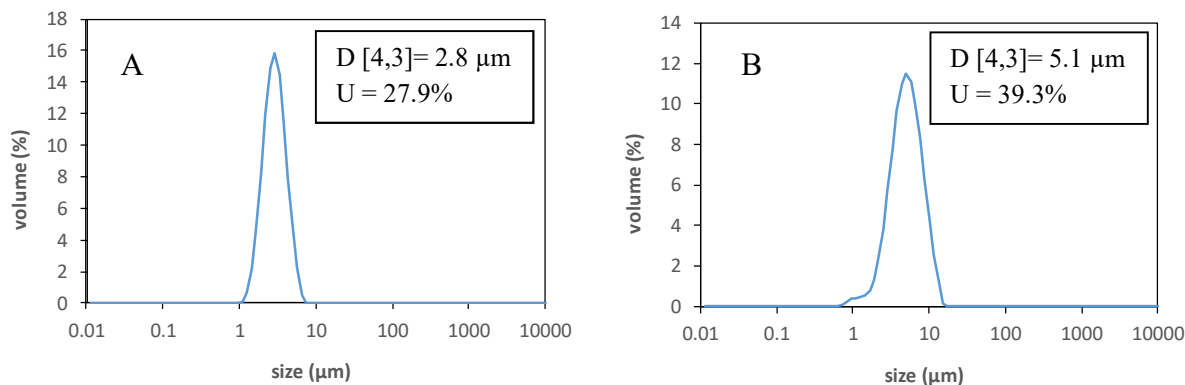 A
D [4,3]= 2.8 µm
U = 27.9%
volume (%)
18
16
14
12
10
8
6
4
2
0
0.01 0.1 1 10 100 1000 10000
size (µm)
B
D [4,3]= 5.1 µm
U = 39.3%
volume (%)
14
12
10
8
6
4
2
0
0.01 0.1 1 10 100 1000 10000
size (µm)